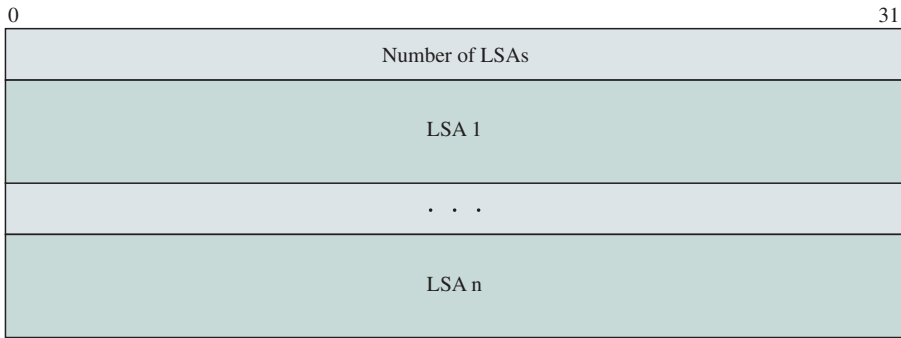 0 31
Number of LSAs
LSA 1
. . .
LSA n